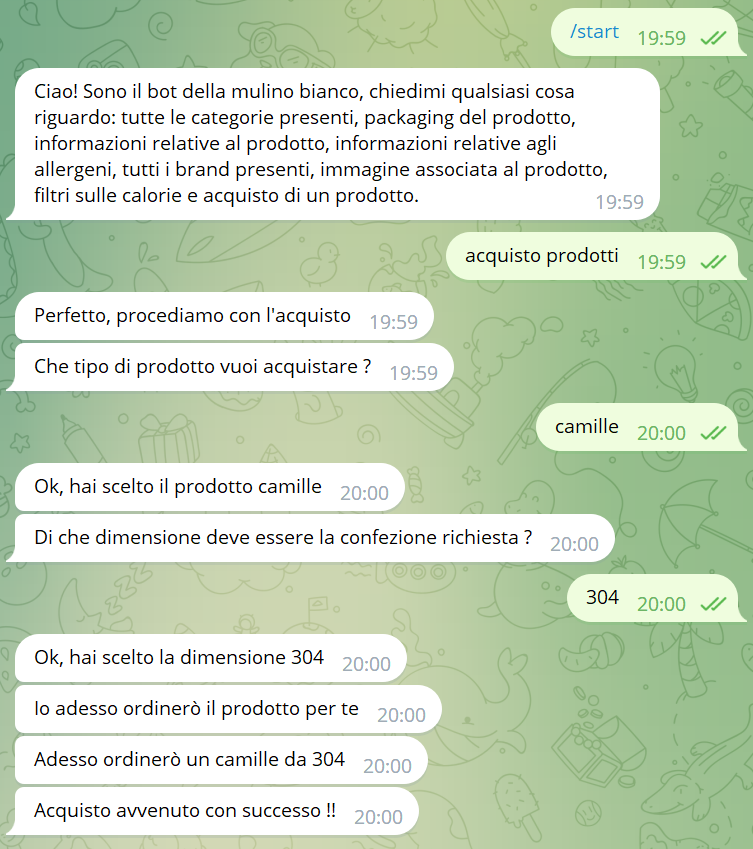 /start 19:59
Ciao! Sono il bot della mulino bianco, chiedimi qualsiasi cosa
riguardo: tutte le categorie presenti, packaging del prodotto,
informazioni relative al prodotto, informazioni relative agli
allergeni, tutti i brand presenti, immagine associata al prodotto,
filtri sulle calorie e acquisto di un prodotto. 19:59
acquisto prodotti 19:59
Perfetto, procediamo con l'acquisto 19:59
Che tipo di prodotto vuoi acquistare ? 19:59
camille 20:00
Ok, hai scelto il prodotto camille 20:00
Di che dimensione deve essere la confezione richiesta ? 20:00
304 20:00
Ok, hai scelto la dimensione 304 20:00
Io adesso ordinerò il prodotto per te 20:00
Adesso ordinerò un camille da 304 20:00
Acquisto avvenuto con successo !! 20:00